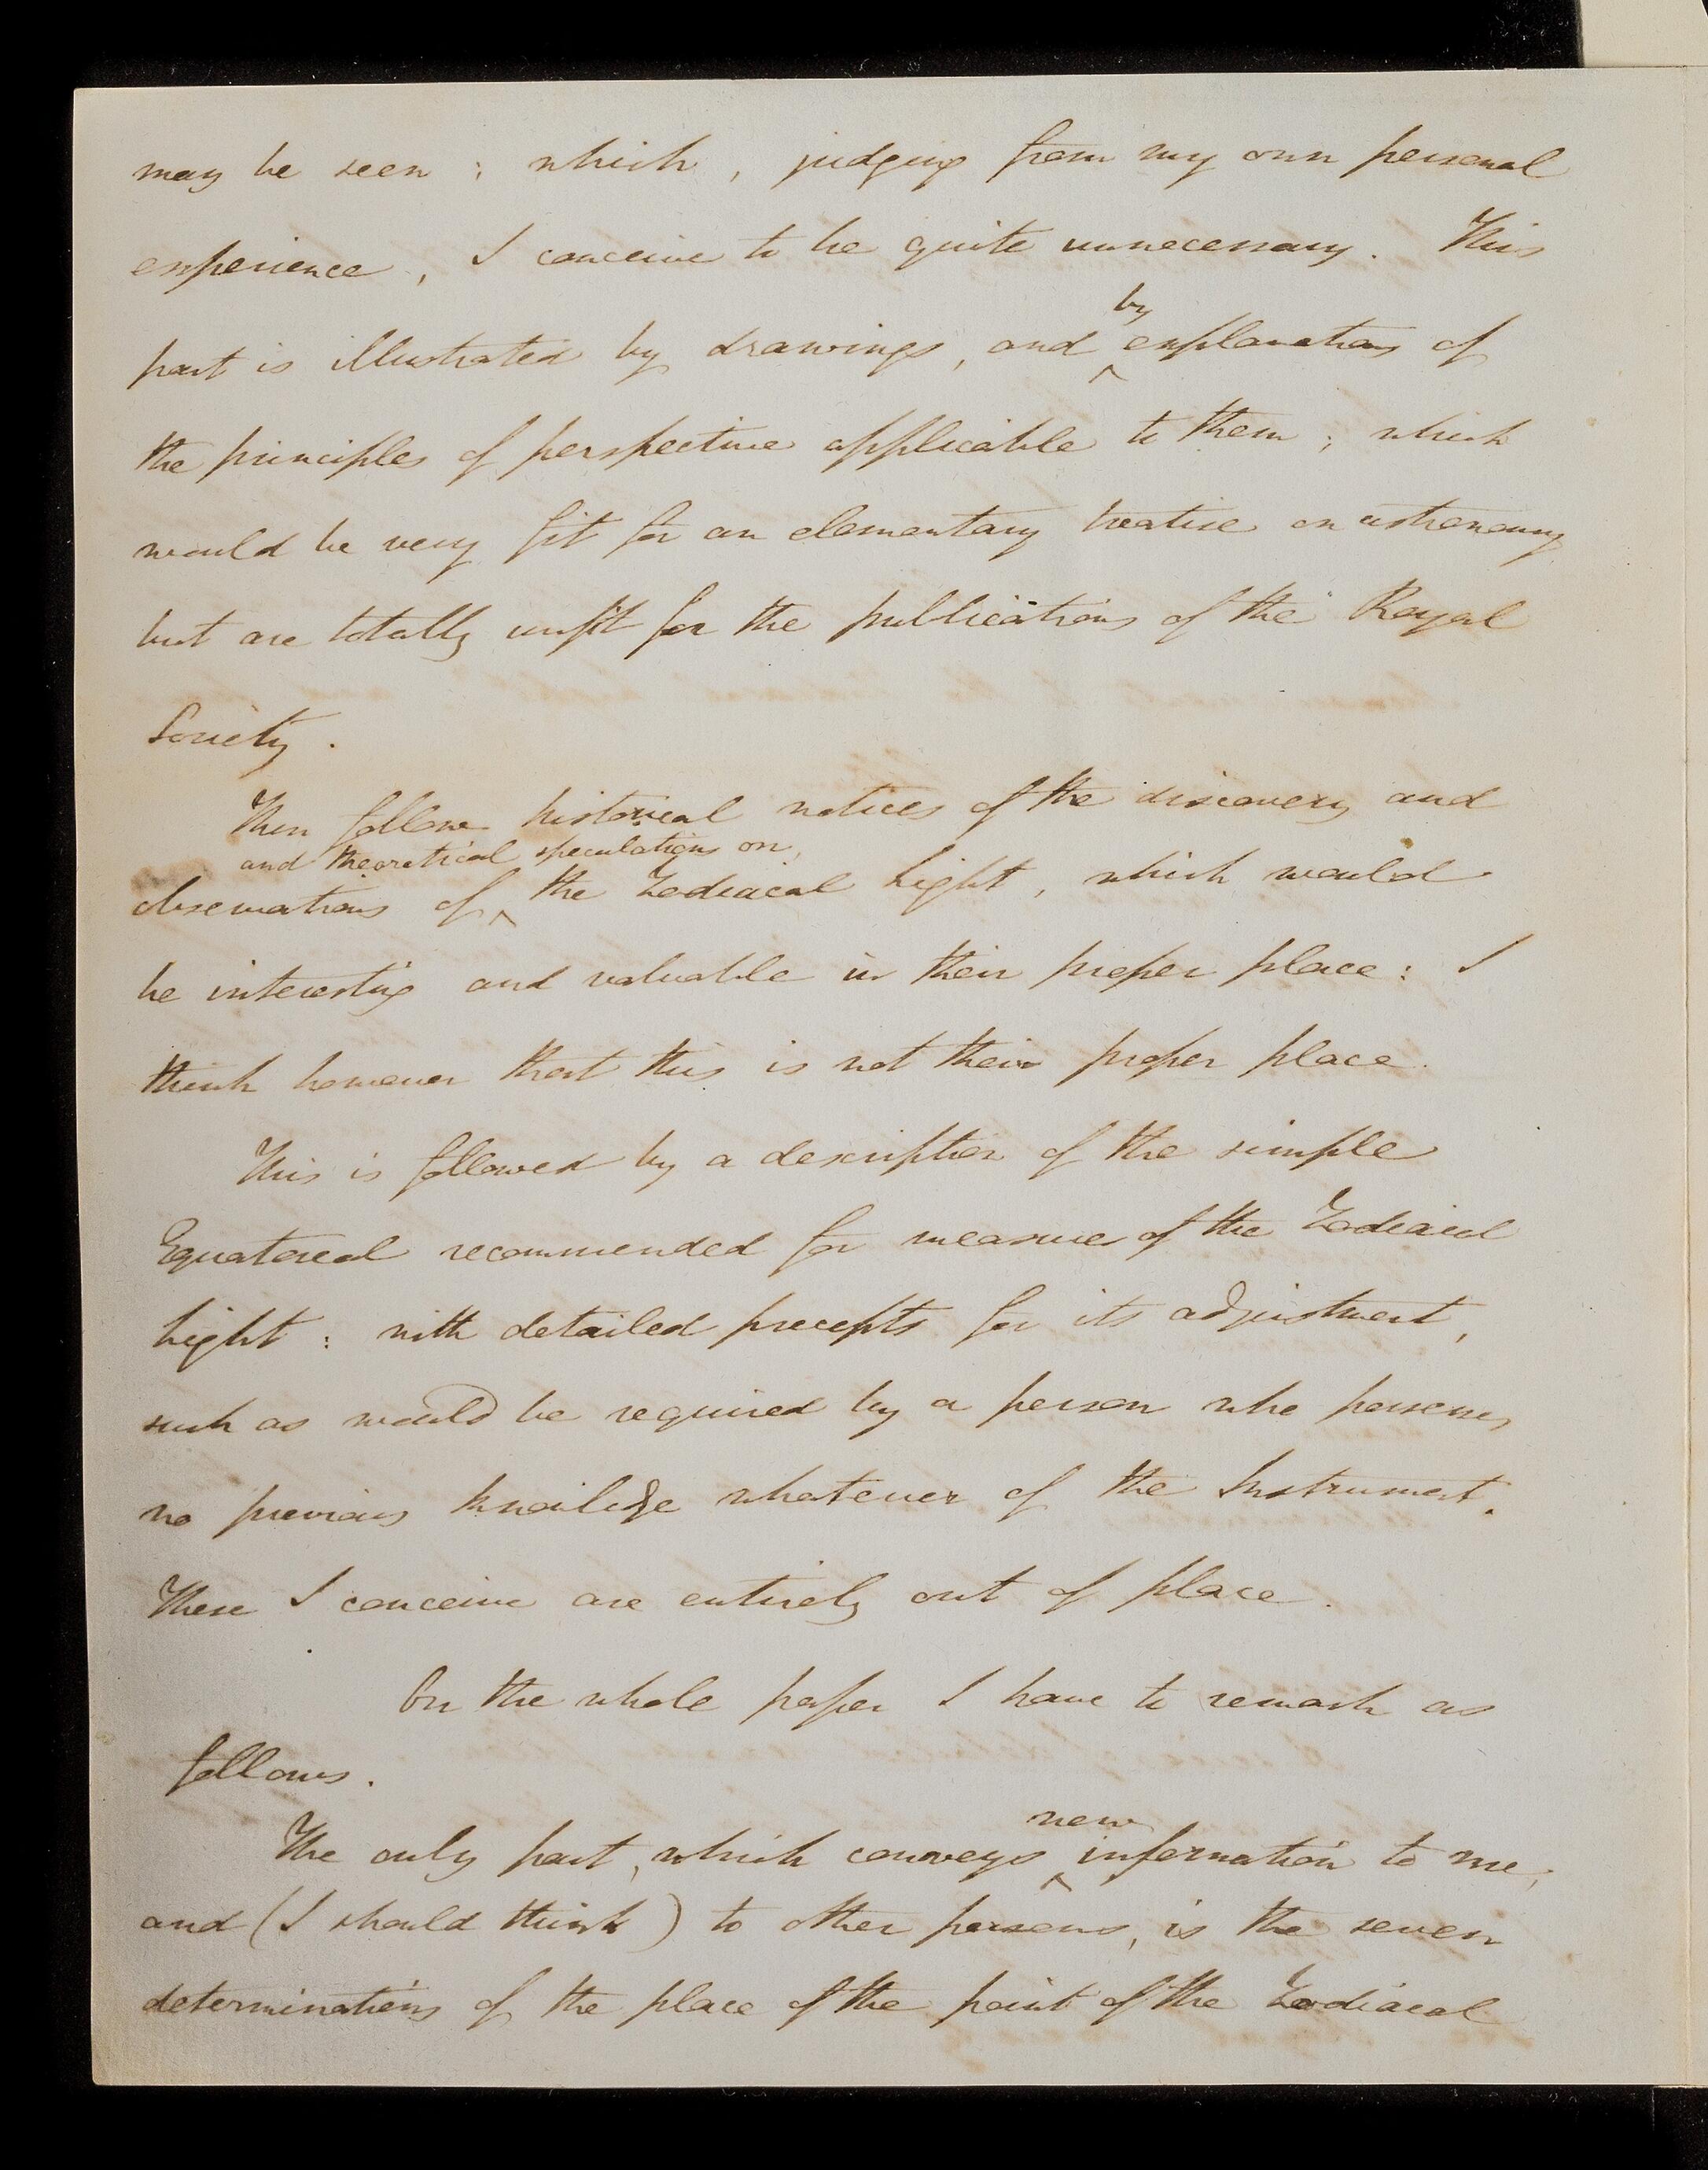 may be seen ; which , judging from my own personal
experience , I conceive to be quite unnecessary . This
by
part is illustrated by drawings , and ‸ explanations of
the principles of perspective applicable to them ; which
would be very fit for an elementary treatise on astronomy
but are totally unfit for the publications of the Royal
Society .
Then follow historical notices of the discovery and
and theoretical speculations on,
observations of ‸ the Zodiacal Light , which would
be interesting and valuable in their proper place : I
think however that this is not their proper place .
This is followed by a description of the simple
Equatoreal recommended for measures of the Zodiacal
Light : with detailed precepts for its adjustment ,
such as would be required by a person who possesses
no previous knowledge whatever of the Instrument .
These I conceive are entirely out of place .
On the whole paper I have to remark as
follows .
new
The only part , which conveys ‸ information to me ,
and ( I should think ) to other persons , is the seven
determinations of the place of the point of the Zodiacal